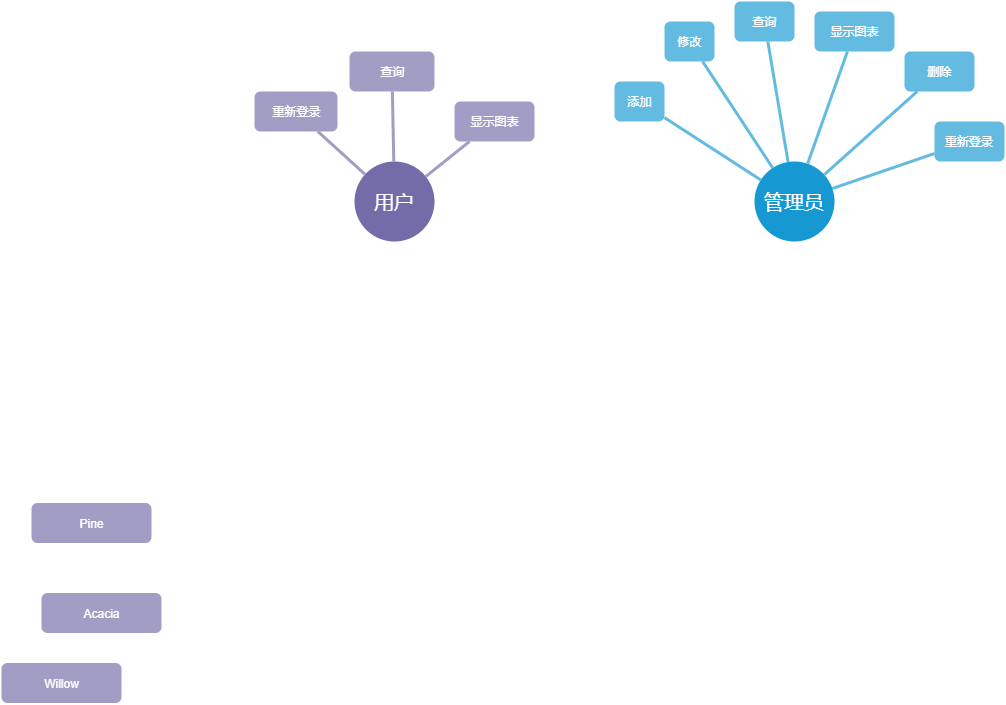 重新登录
查询
显示图表
用户
添加
修改
查询
显示图表
删除
重新登录
管理员
Pine
Acacia
Willow